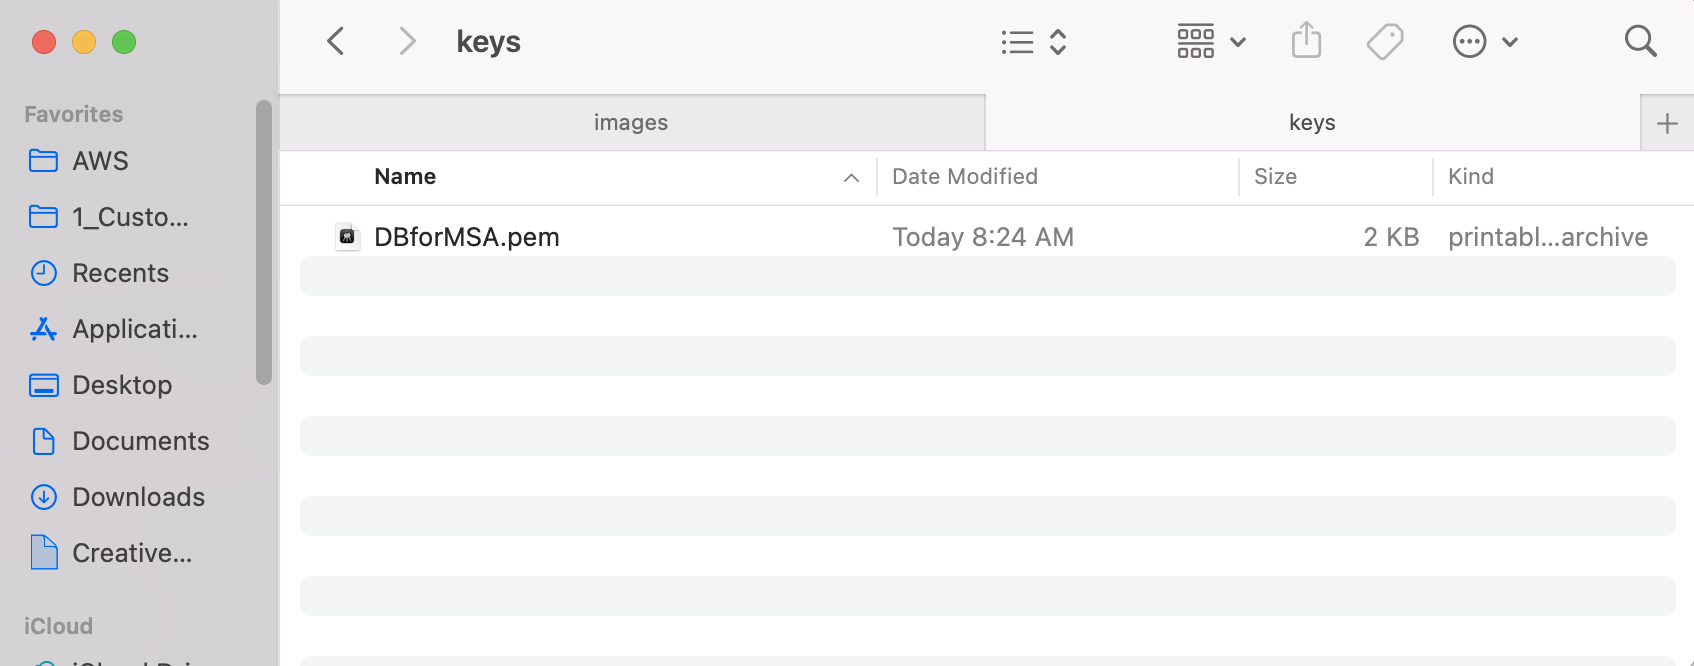 keys
images
keys
Favorites
AWS
1_Custo...
Recents
Applicati...
Desktop
Documents
Downloads
Creative...
iCloud
Name
Date Modified
Size
Kind
DBforMSA.pem
Today 8:24 AM
2 KB
printabl...archive